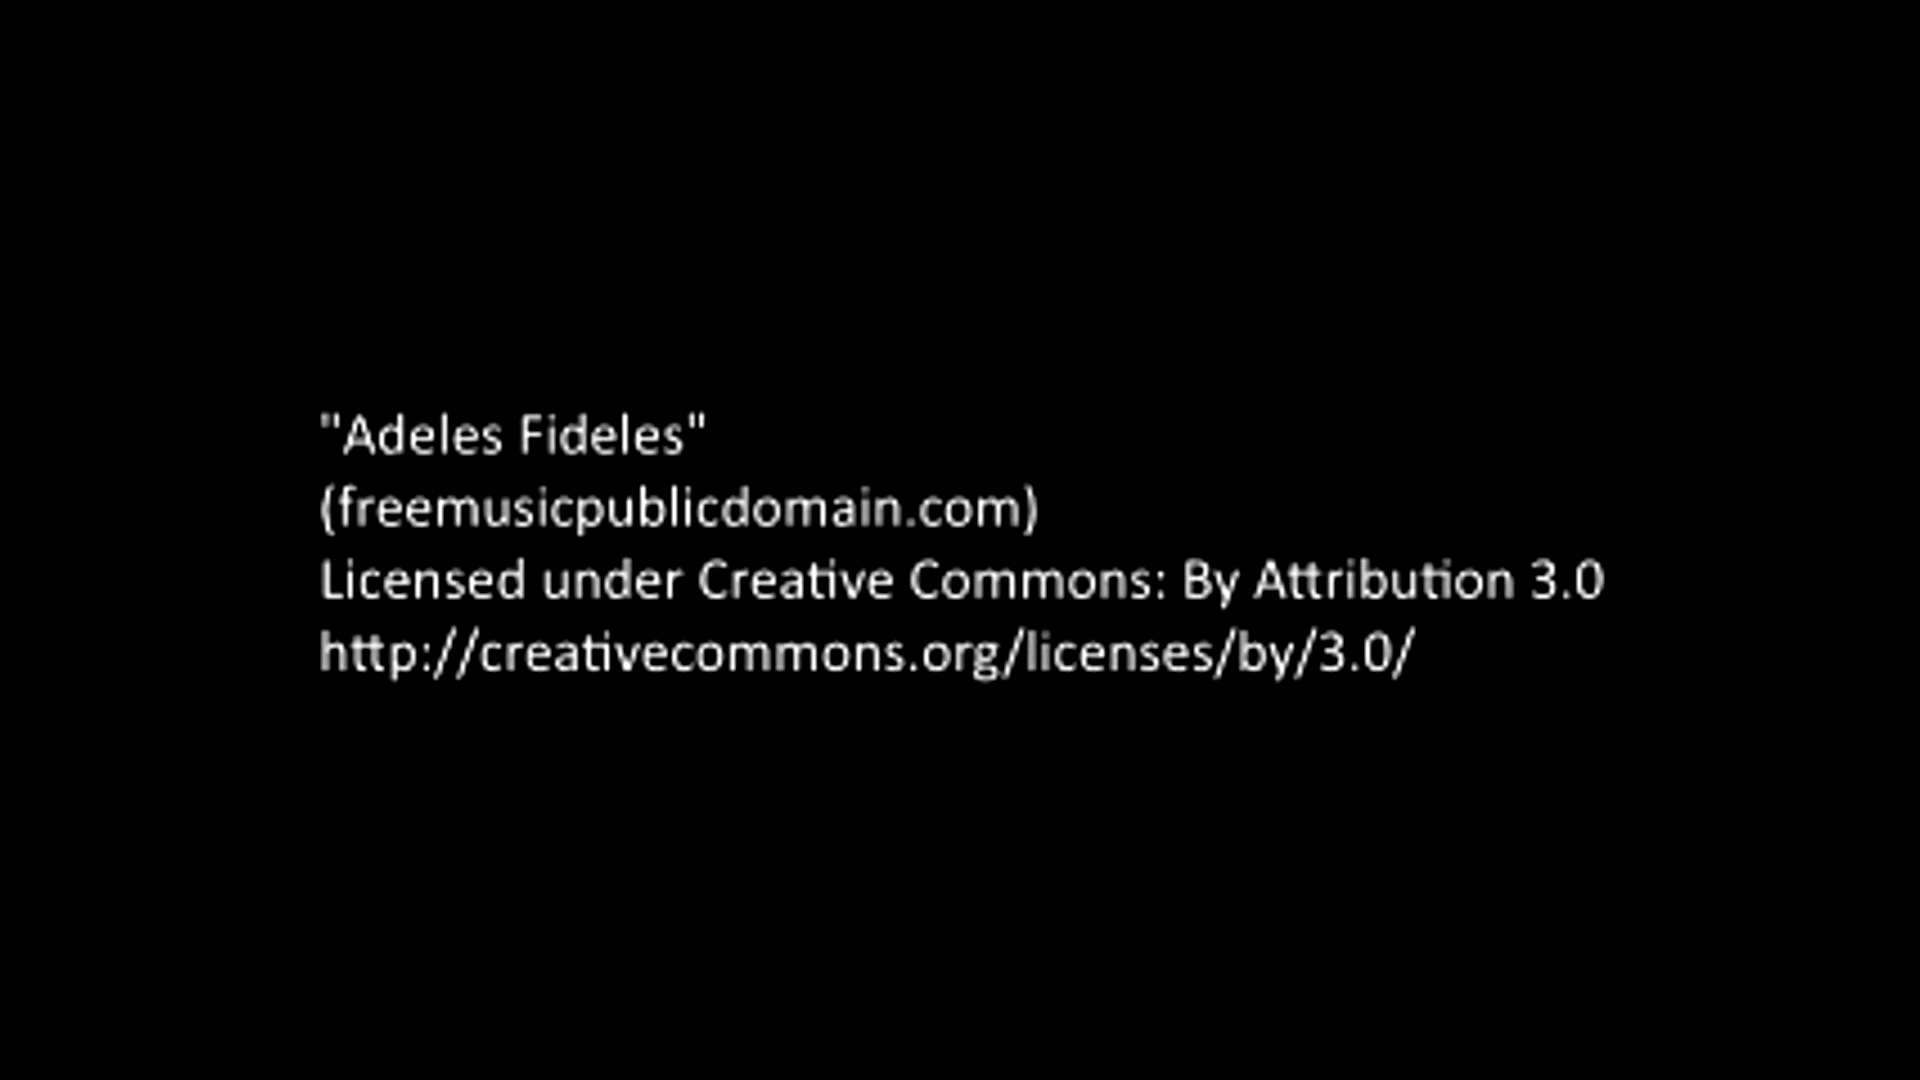 "Adeles Fideles"
(freemusicpublicdomain.com)
Licensed under Creative Commons: By Attribution 3.0
http://creativecommons.org/licenses/by/3.0/